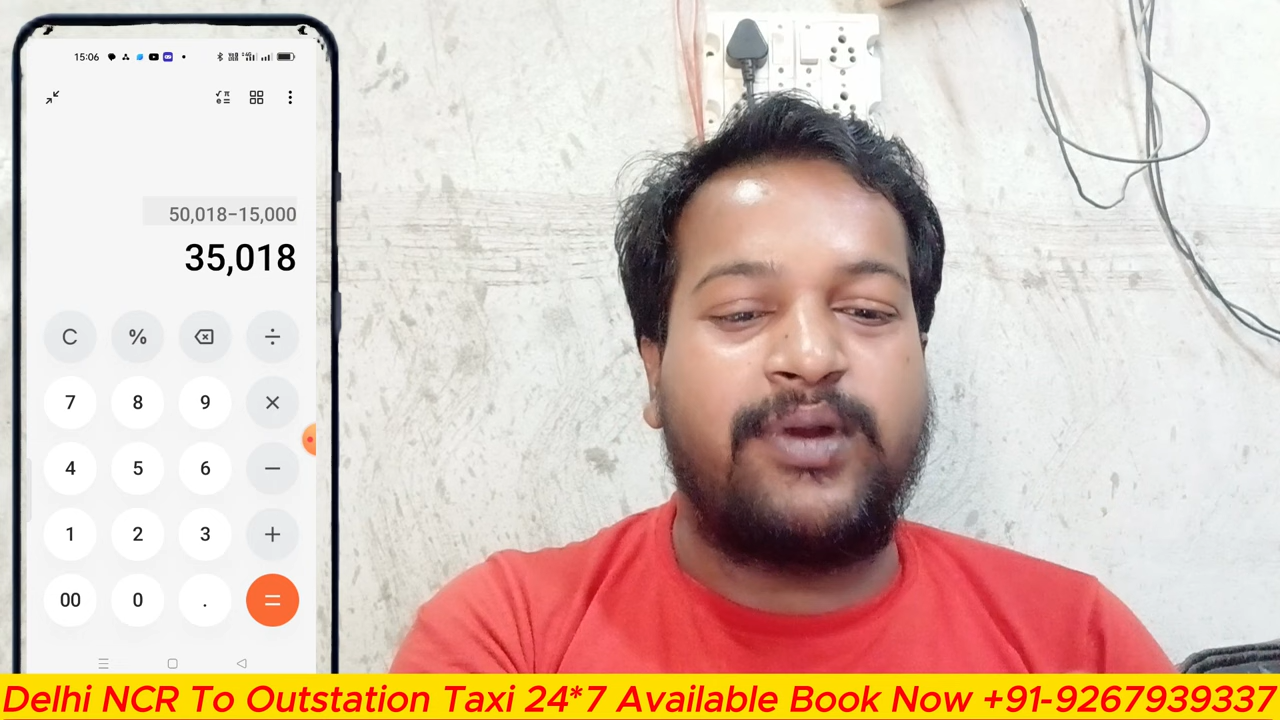 15:06
50,018−15,000
35,018
C % ÷
7 8 9 ×
4 5 6 −
1 2 3 +
00 0 . =
Delhi NCR To Outstation Taxi 24*7 Available Book Now +91-9267939337